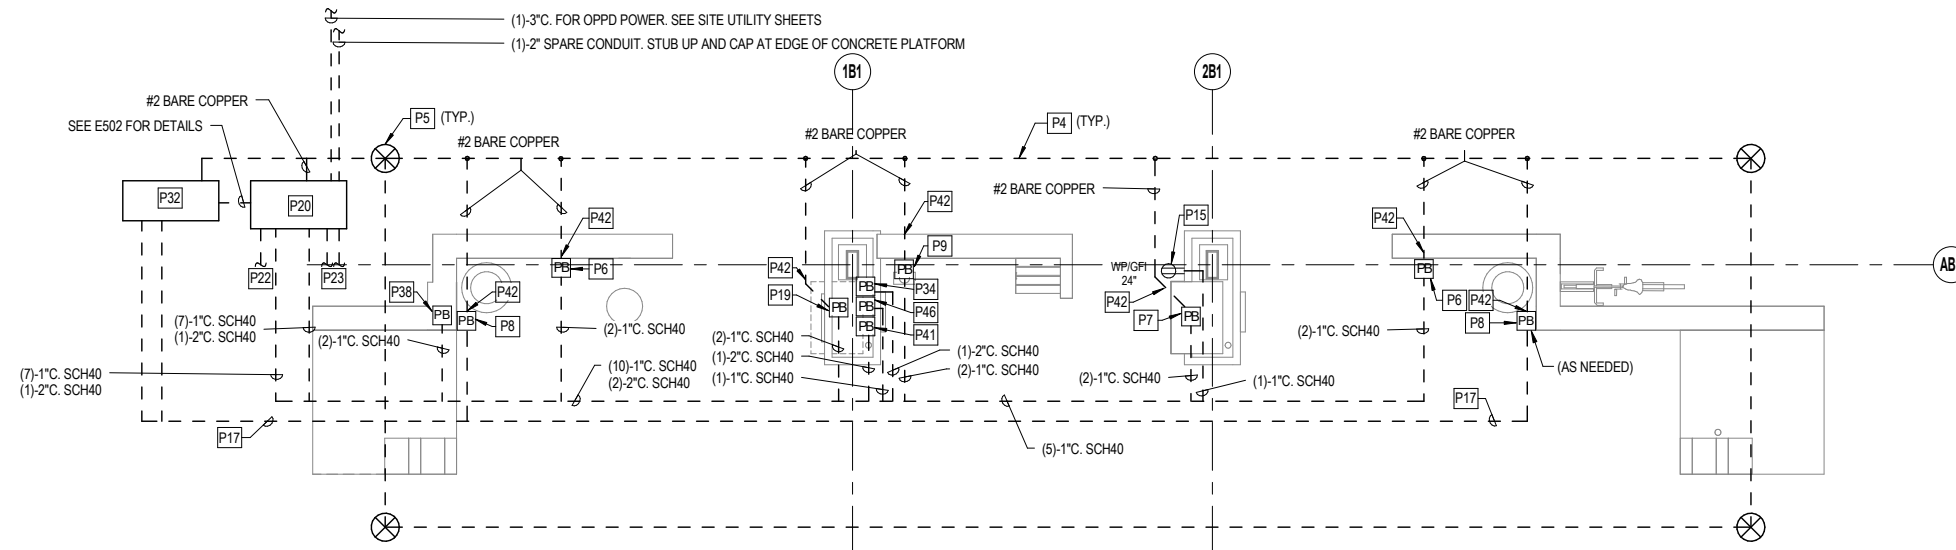 (1)-3"C. FOR OPPD POWER. SEE SITE UTILITY SHEETS
(1)-2" SPARE CONDUIT. STUB UP AND CAP AT EDGE OF CONCRETE PLATFORM
1B1
2B1
#2 BARE COPPER
SEE E502 FOR DETAILS
P5 (TYP.)
#2 BARE COPPER
#2 BARE COPPER
P4 (TYP.)
#2 BARE COPPER
#2 BARE COPPER
P32
P20
P42
P42
P15
P42
P9
AB
P22
P23
PB
P6
P42
PB
WP/GFI
24"
PB
P38
P42
P19
PB
PB
P34
P42
P6
P42
PB
PB
P8
PB
P46
P7
PB
P8
PB
PB
P41
(7)-1"C. SCH40
(1)-2"C. SCH40
(2)-1"C. SCH40
(2)-1"C. SCH40
(2)-1"C. SCH40
(2)-1"C. SCH40
(1)-2"C. SCH40
(1)-1"C. SCH40
(1)-2"C. SCH40
(2)-1"C. SCH40
(2)-1"C. SCH40
(1)-1"C. SCH40
(AS NEEDED)
(7)-1"C. SCH40
(1)-2"C. SCH40
(10)-1"C. SCH40
(2)-2"C. SCH40
P17
P17
(5)-1"C. SCH40